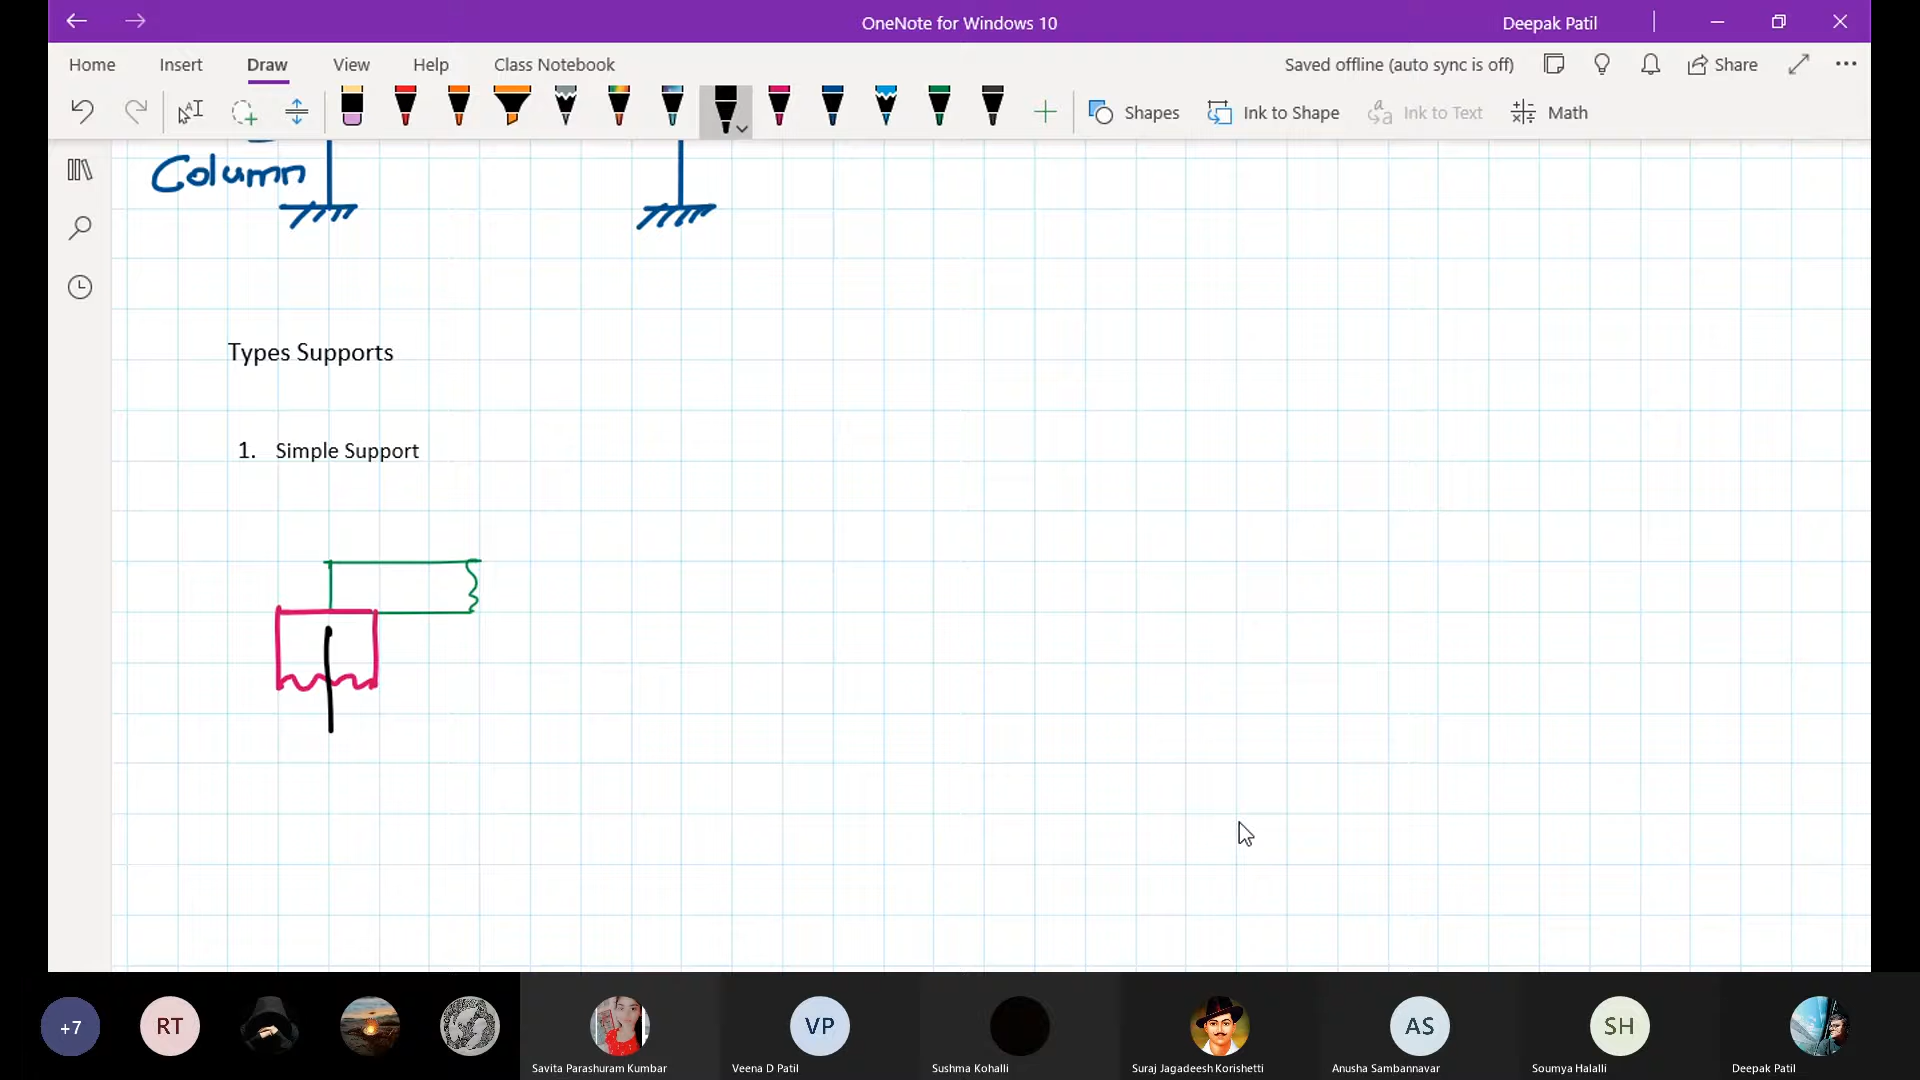 OneNote for Windows 10
Deepak Patil
Home Insert Draw View Help Class Notebook
Saved offline (auto sync is off) Share
Shapes Ink to Shape Ink to Text Math
Column
Types Supports
1. Simple Support
+7 RT VP AS SH
Savita Parashuram Kumbar Veena D Patil Sushma Kohalli Suraj Jagadeesh Korishetti Anusha Sambannavar Soumya Halalli Deepak Patil